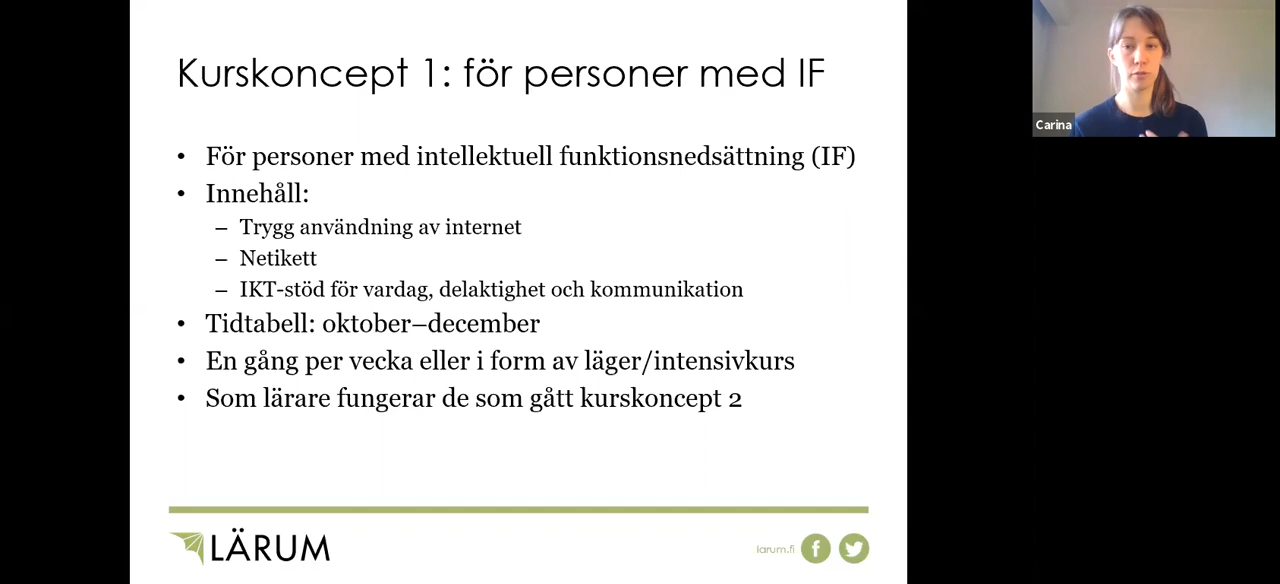 Kurskoncept 1: för personer med IF
• För personer med intellektuell funktionsnedsättning (IF)
• Innehåll:
– Trygg användning av internet
– Netikett
– IKT-stöd för vardag, delaktighet och kommunikation
• Tidtabell: oktober–december
• En gång per vecka eller i form av läger/intensivkurs
• Som lärare fungerar de som gått kurskoncept 2
LÄRUM
larum.fi
Carina